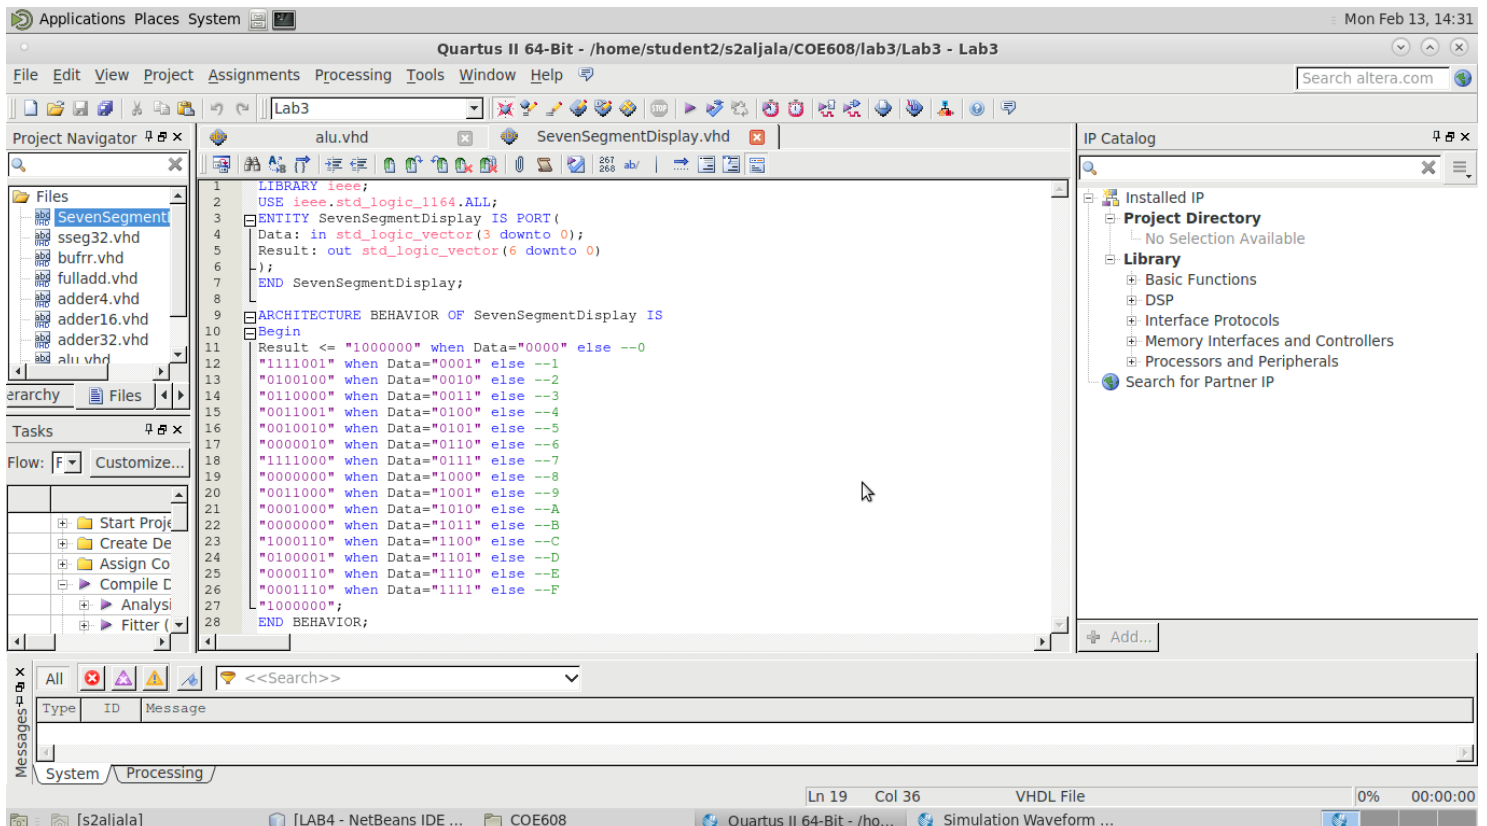 Applications Places System
Mon Feb 13, 14:31
Quartus II 64-Bit - /home/student2/s2aljala/COE608/lab3/Lab3 - Lab3
File Edit View Project Assignments Processing Tools Window Help
Search altera.com
Lab3
Project Navigator
alu.vhd
SevenSegmentDisplay.vhd
IP Catalog
267
268
ab/
Files
SevenSegmentI
sseg32.vhd
bufrr.vhd
fulladd.vhd
adder4.vhd
adder16.vhd
adder32.vhd
alu vhd
erarchy
Files
Tasks
Flow: F
Customize...
Start Proje
Create De
Assign Co
Compile D
Analysi
Fitter (
1 LIBRARY ieee;
2 USE ieee.std_logic_1164.ALL;
3 ENTITY SevenSegmentDisplay IS PORT(
4 Data: in std_logic_vector(3 downto 0);
5 Result: out std_logic_vector(6 downto 0)
6 );
7 END SevenSegmentDisplay;
8
9 ARCHITECTURE BEHAVIOR OF SevenSegmentDisplay IS
10 Begin
11 Result <= "1000000" when Data="0000" else --0
12 "1111001" when Data="0001" else --1
13 "0100100" when Data="0010" else --2
14 "0110000" when Data="0011" else --3
15 "0011001" when Data="0100" else --4
16 "0010010" when Data="0101" else --5
17 "0000010" when Data="0110" else --6
18 "1111000" when Data="0111" else --7
19 "0000000" when Data="1000" else --8
20 "0011000" when Data="1001" else --9
21 "0001000" when Data="1010" else --A
22 "0000000" when Data="1011" else --B
23 "1000110" when Data="1100" else --C
24 "0100001" when Data="1101" else --D
25 "0000110" when Data="1110" else --E
26 "0001110" when Data="1111" else --F
27 "1000000";
28 END BEHAVIOR;
Installed IP
Project Directory
No Selection Available
Library
Basic Functions
DSP
Interface Protocols
Memory Interfaces and Controllers
Processors and Peripherals
Search for Partner IP
Add...
All
<<Search>>
Type ID Message
Messages
System Processing
Ln 19 Col 36 VHDL File 0% 00:00:00
[s2aljala] [LAB4 - NetBeans IDE ... COE608 Quartus II 64-Bit - /ho... Simulation Waveform ...